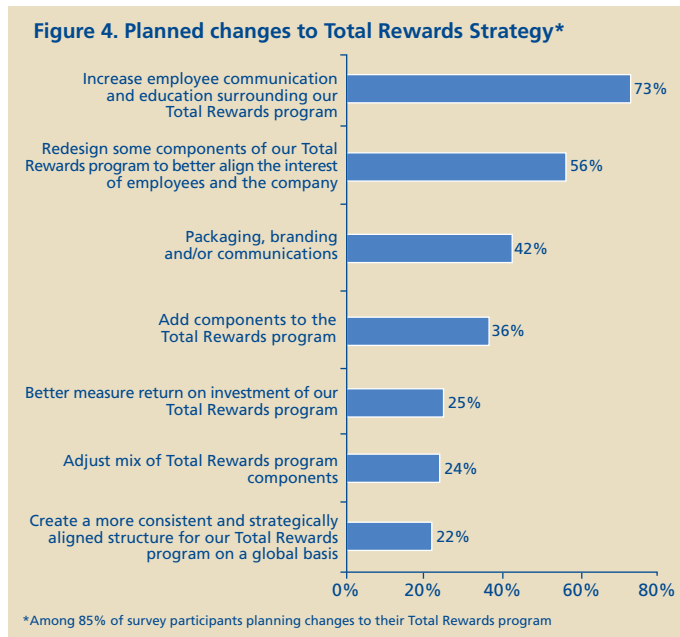 Figure 4. Planned changes to Total Rewards Strategy*
Increase employee communication
and education surrounding our
Total Rewards program
73%
Redesign some components of our Total
Rewards program to better align the interest
of employees and the company
56%
Packaging, branding
and/or communications
42%
Add components to the
Total Rewards program
36%
Better measure return on investment of our
Total Rewards program
25%
Adjust mix of Total Rewards program
components
24%
Create a more consistent and strategically
aligned structure for our Total Rewards
program on a global basis
22%
0% 20% 40% 60% 80%
*Among 85% of survey participants planning changes to their Total Rewards program